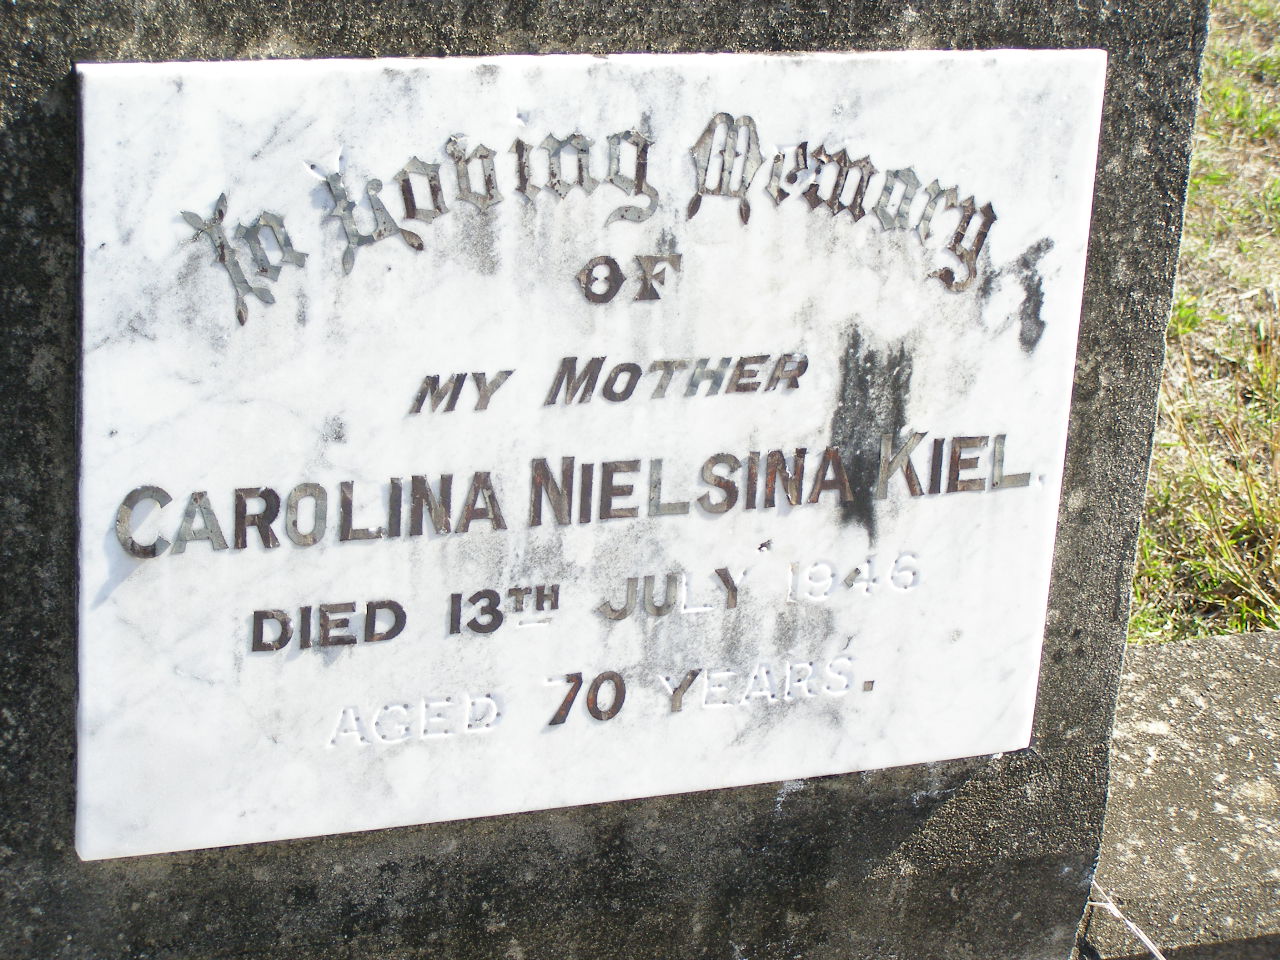 In Loving Memory
OF
MY MOTHER
CAROLINA NIELSINA KIEL.
DIED 13TH JULY 1946
AGED 70 YEARS.